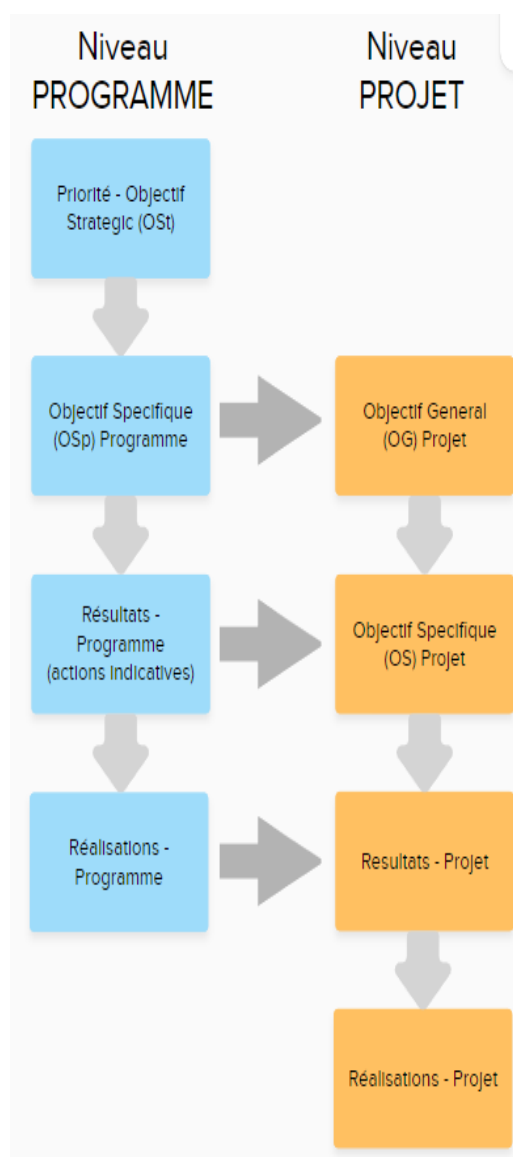 Niveau
PROGRAMME
Niveau
PROJET
Priorité - Objectif
Strategic (OSt)
Objectif Specifique
(OSp) Programme
Objectif General
(OG) Projet
Résultats -
Programme
(actions indicatives)
Objectif Specifique
(OS) Projet
Réalisations -
Programme
Resultats - Projet
Réalisations - Projet